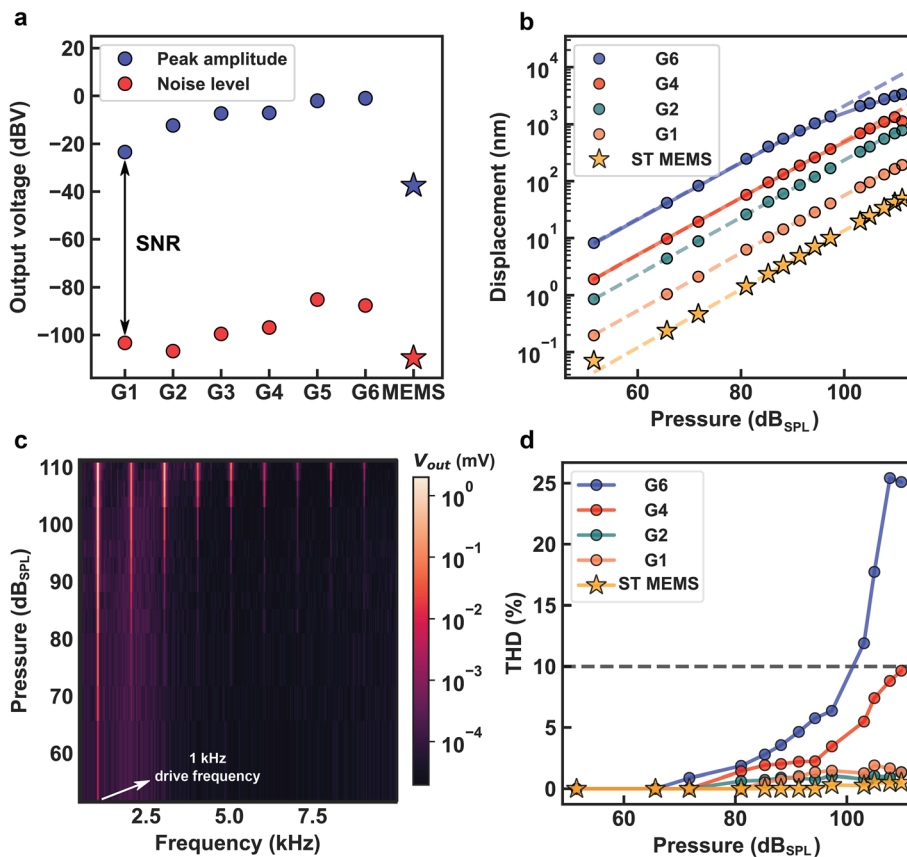 a
20
0
−20
−40
−60
−80
−100
Output voltage (dBV)
Peak amplitude
Noise level
SNR
G1 G2 G3 G4 G5 G6 MEMS
b
10⁴
10³
10²
10¹
10⁰
10⁻¹
Displacement (nm)
G6
G4
G2
G1
ST MEMS
60 80 100
Pressure (dB_SPL)
c
110
100
90
80
70
60
Pressure (dB_SPL)
1 kHz
drive frequency
2.5 5.0 7.5
Frequency (kHz)
V_out (mV)
10⁰
10⁻¹
10⁻²
10⁻³
10⁻⁴
d
25
20
15
10
5
0
THD (%)
G6
G4
G2
G1
ST MEMS
60 80 100
Pressure (dB_SPL)